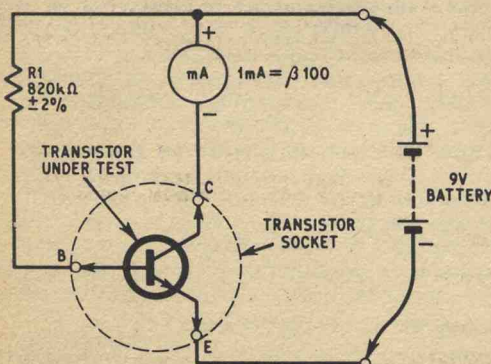 R1
820kΩ
±2%
+
mA
1mA = β 100
−
TRANSISTOR
UNDER TEST
C
B
E
TRANSISTOR
SOCKET
+
9V
BATTERY
−